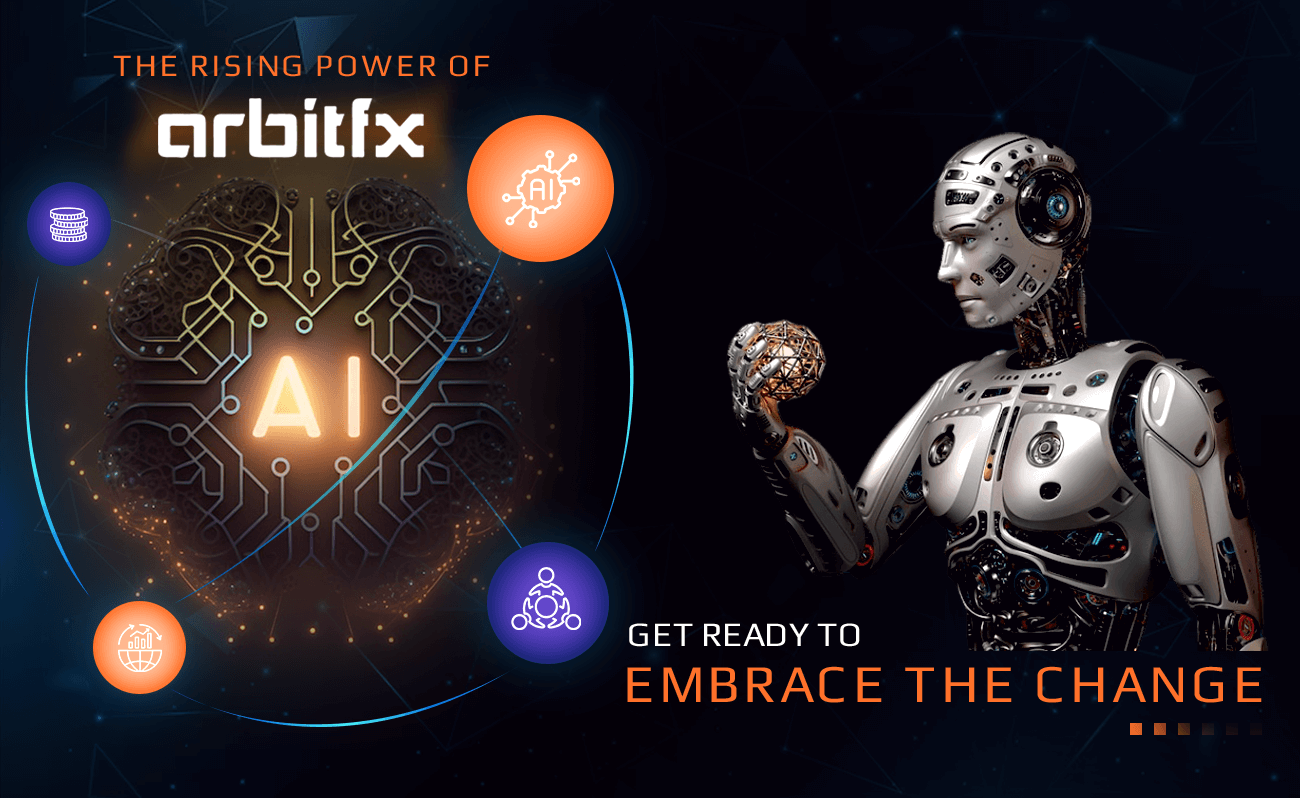 THE RISING POWER OF
arbitfx
AI
AI
GET READY TO
EMBRACE THE CHANGE